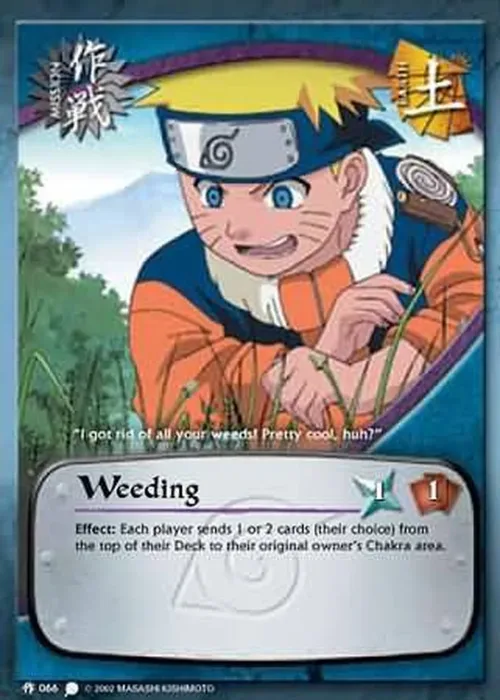 MISSION
作戦
EARTH
土
"I got rid of all your weeds! Pretty cool, huh?"
Weeding
1
1
Effect: Each player sends 1 or 2 cards (their choice) from
the top of their Deck to their original owner's Chakra area.
066 © 2002 MASASHI KISHIMOTO